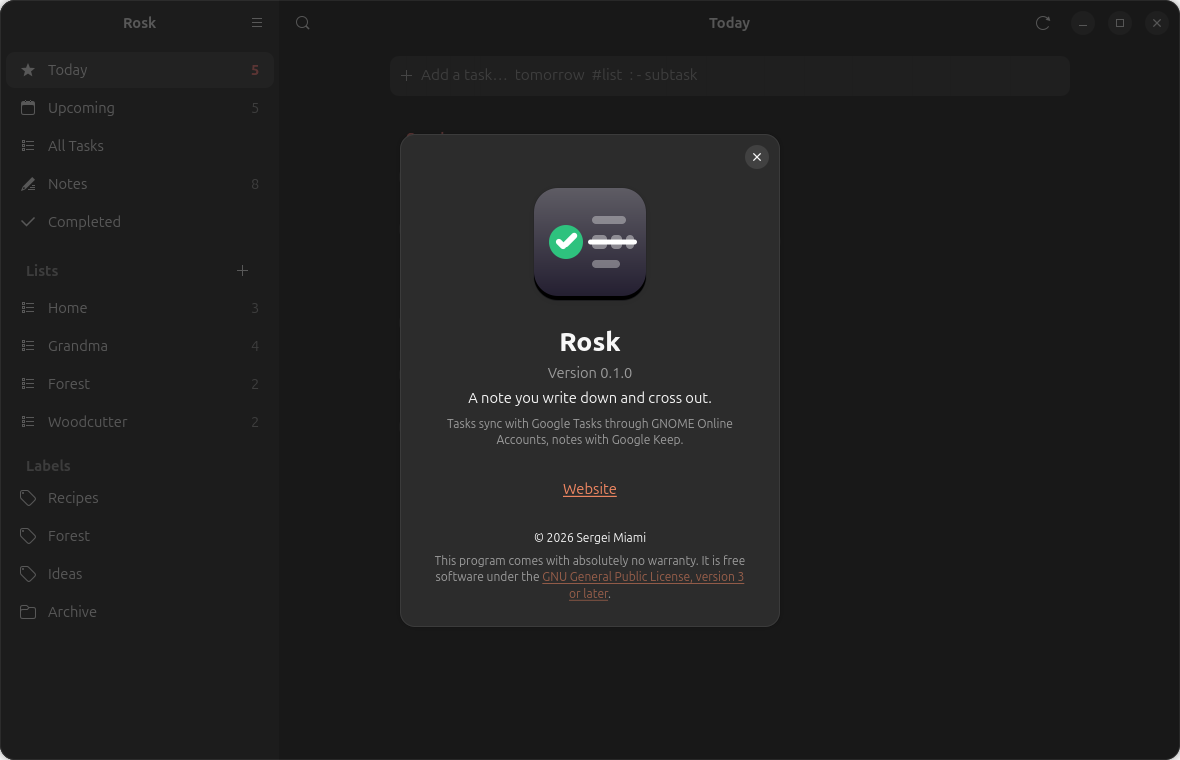 Rosk
Today
Today 5
Upcoming 5
All Tasks
Notes 8
Completed
Lists
Home 3
Grandma 4
Forest 2
Woodcutter 2
Labels
Recipes
Forest
Ideas
Archive
Add a task… tomorrow #list : - subtask
Rosk
Version 0.1.0
A note you write down and cross out.
Tasks sync with Google Tasks through GNOME Online
Accounts, notes with Google Keep.
Website
© 2026 Sergei Miami
This program comes with absolutely no warranty. It is free
software under the GNU General Public License, version 3
or later.